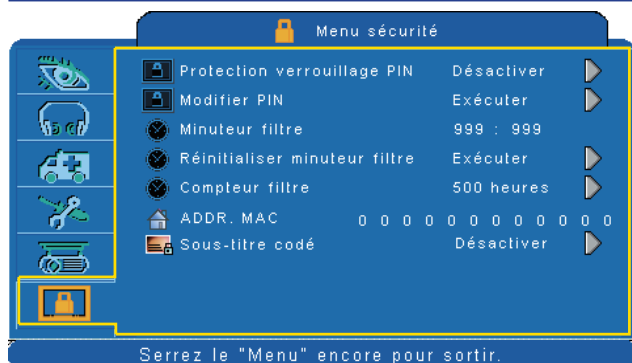 Menu sécurité
Protection verrouillage PIN Désactiver
Modifier PIN Exécuter
Minuteur filtre 999 : 999
Réinitialiser minuteur filtre Exécuter
Compteur filtre 500 heures
ADDR. MAC 0 0 0 0 0 0 0 0 0 0 0 0
Sous-titre codé Désactiver
Serrez le "Menu" encore pour sortir.